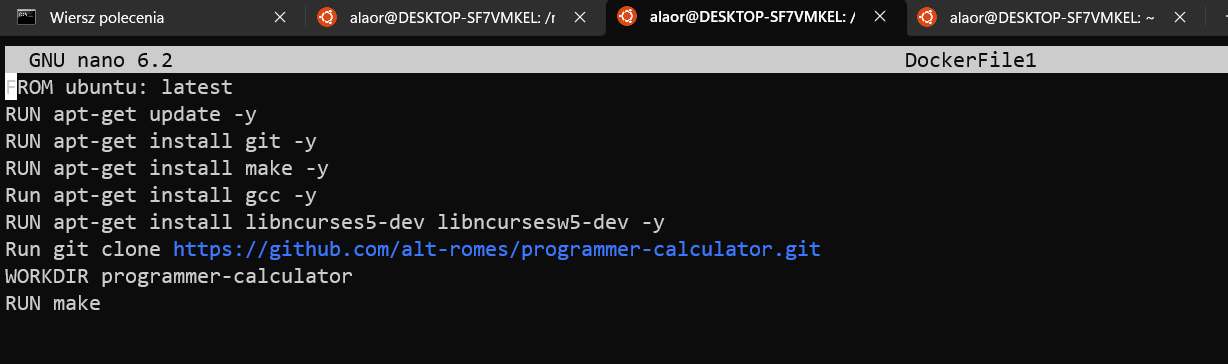 Wiersz polecenia
alaor@DESKTOP-SF7VMKEL: /r
alaor@DESKTOP-SF7VMKEL: /
alaor@DESKTOP-SF7VMKEL: ~
GNU nano 6.2 DockerFile1
FROM ubuntu: latest
RUN apt-get update -y
RUN apt-get install git -y
RUN apt-get install make -y
Run apt-get install gcc -y
RUN apt-get install libncurses5-dev libncursesw5-dev -y
Run git clone https://github.com/alt-romes/programmer-calculator.git
WORKDIR programmer-calculator
RUN make